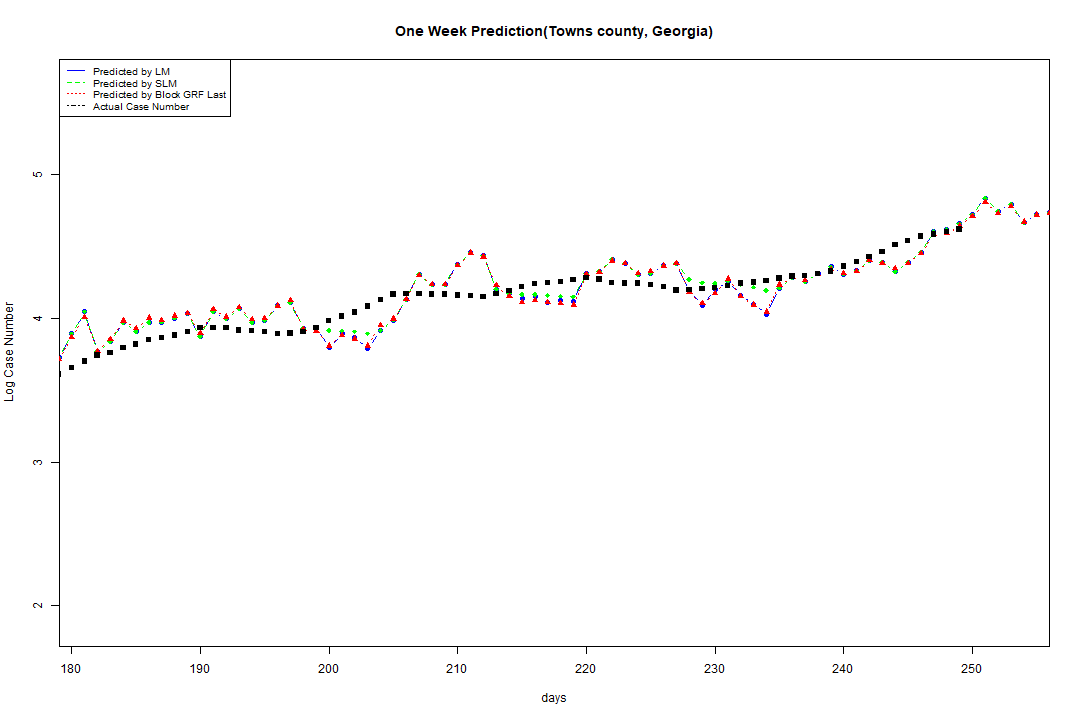 One Week Prediction(Towns county, Georgia)
Predicted by LM
Predicted by SLM
Predicted by Block GRF Last
Actual Case Number
Log Case Number
5
4
3
2
180 190 200 210 220 230 240 250
days